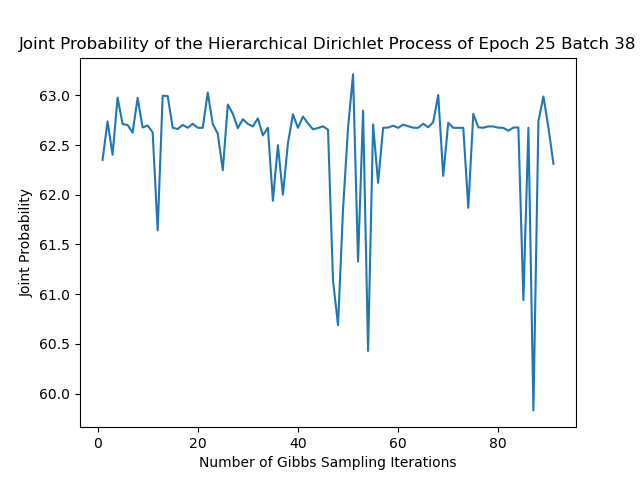 Joint Probability of the Hierarchical Dirichlet Process of Epoch 25 Batch 38
Joint Probability
63.0
62.5
62.0
61.5
61.0
60.5
60.0
0 20 40 60 80
Number of Gibbs Sampling Iterations